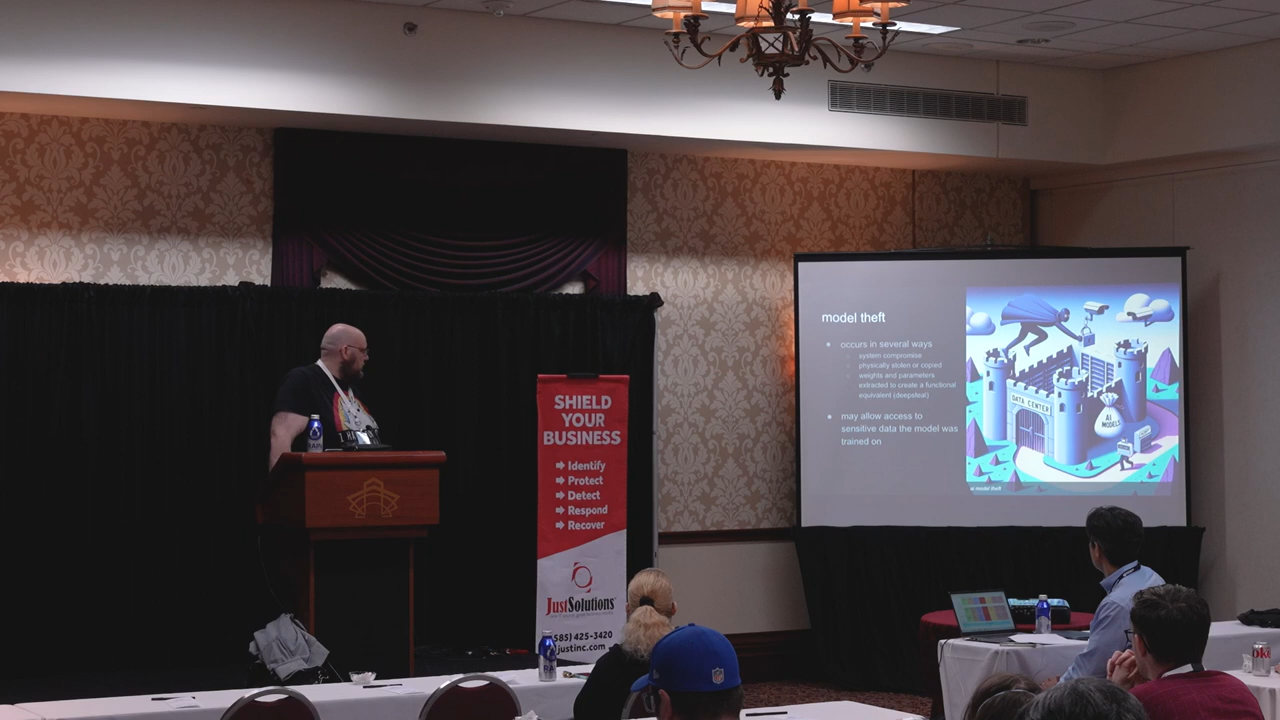 model theft
occurs in several ways
system compromise
physically stolen or copied
weights and parameters
extracted to create a functional
equivalent (deepsteal)
may allow access to
sensitive data the model was
trained on
DATA CENTER
AI
MODELS
ai model theft
SHIELD
YOUR
BUSINESS
Identify
Protect
Detect
Respond
Recover
JustSolutions
585) 425-3420
justinc.com